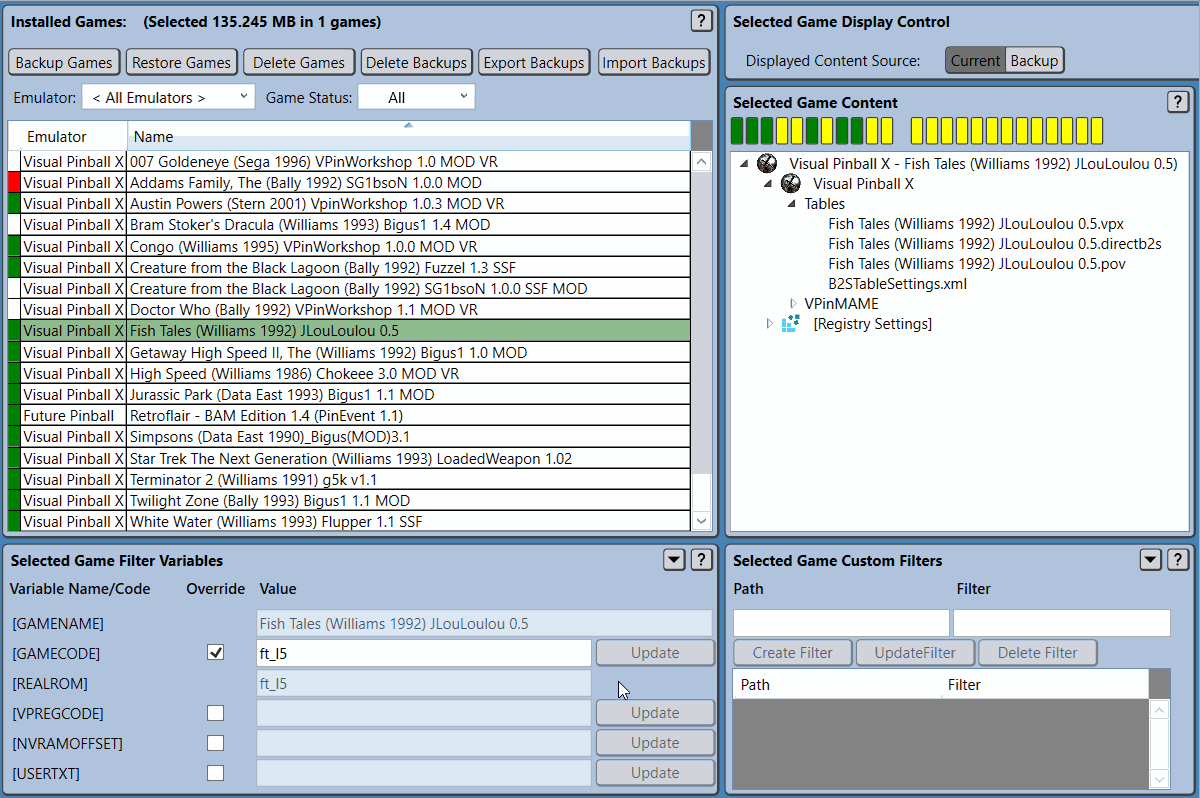 Installed Games: (Selected 135.245 MB in 1 games) ?
Backup Games Restore Games Delete Games Delete Backups Export Backups Import Backups
Emulator: < All Emulators > Game Status: All
Emulator Name
Visual Pinball X 007 Goldeneye (Sega 1996) VPinWorkshop 1.0 MOD VR
Visual Pinball X Addams Family, The (Bally 1992) SG1bsoN 1.0.0 MOD
Visual Pinball X Austin Powers (Stern 2001) VpinWorkshop 1.0.3 MOD VR
Visual Pinball X Bram Stoker's Dracula (Williams 1993) Bigus1 1.4 MOD
Visual Pinball X Congo (Williams 1995) VPinWorkshop 1.0.0 MOD VR
Visual Pinball X Creature from the Black Lagoon (Bally 1992) Fuzzel 1.3 SSF
Visual Pinball X Creature from the Black Lagoon (Bally 1992) SG1bsoN 1.0.0 SSF MOD
Visual Pinball X Doctor Who (Bally 1992) VPinWorkshop 1.1 MOD VR
Visual Pinball X Fish Tales (Williams 1992) JLouLoulou 0.5
Visual Pinball X Getaway High Speed II, The (Williams 1992) Bigus1 1.0 MOD
Visual Pinball X High Speed (Williams 1986) Chokeee 3.0 MOD VR
Visual Pinball X Jurassic Park (Data East 1993) Bigus1 1.1 MOD
Future Pinball Retroflair - BAM Edition 1.4 (PinEvent 1.1)
Visual Pinball X Simpsons (Data East 1990)_Bigus(MOD)3.1
Visual Pinball X Star Trek The Next Generation (Williams 1993) LoadedWeapon 1.02
Visual Pinball X Terminator 2 (Williams 1991) g5k v1.1
Visual Pinball X Twilight Zone (Bally 1993) Bigus1 1.1 MOD
Visual Pinball X White Water (Williams 1993) Flupper 1.1 SSF
Selected Game Display Control
Displayed Content Source: Current Backup
Selected Game Content ?
Visual Pinball X - Fish Tales (Williams 1992) JLouLoulou 0.5)
Visual Pinball X
Tables
Fish Tales (Williams 1992) JLouLoulou 0.5.vpx
Fish Tales (Williams 1992) JLouLoulou 0.5.directb2s
Fish Tales (Williams 1992) JLouLoulou 0.5.pov
B2STableSettings.xml
VPinMAME
[Registry Settings]
Selected Game Filter Variables ?
Variable Name/Code Override Value
[GAMENAME] Fish Tales (Williams 1992) JLouLoulou 0.5
[GAMECODE] ft_l5 Update
[REALROM] ft_l5
[VPREGCODE] Update
[NVRAMOFFSET] Update
[USERTXT] Update
Selected Game Custom Filters ?
Path Filter
Create Filter UpdateFilter Delete Filter
Path Filter